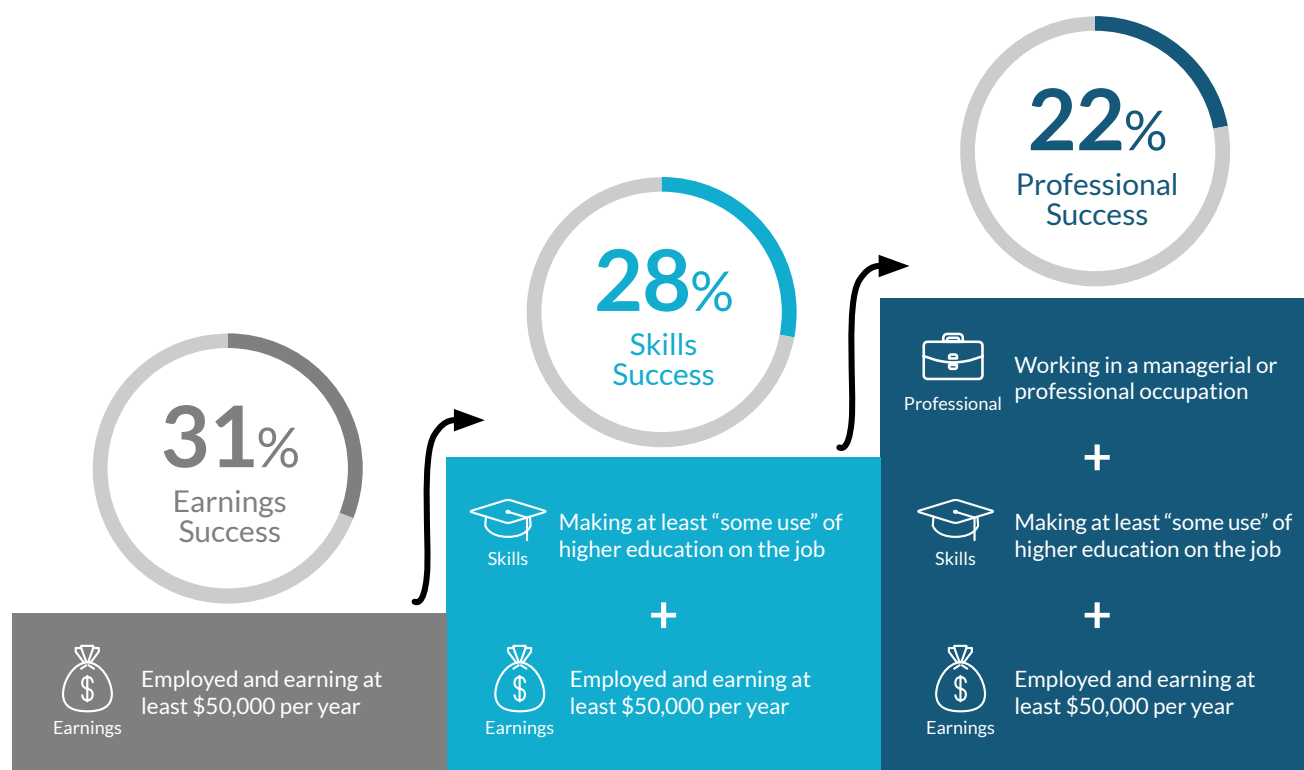 31%
Earnings
Success
$
Earnings
Employed and earning at
least $50,000 per year
28%
Skills
Success
Skills
Making at least “some use” of
higher education on the job
+
$
Earnings
Employed and earning at
least $50,000 per year
22%
Professional
Success
Professional
Working in a managerial or
professional occupation
+
Skills
Making at least “some use” of
higher education on the job
+
$
Earnings
Employed and earning at
least $50,000 per year